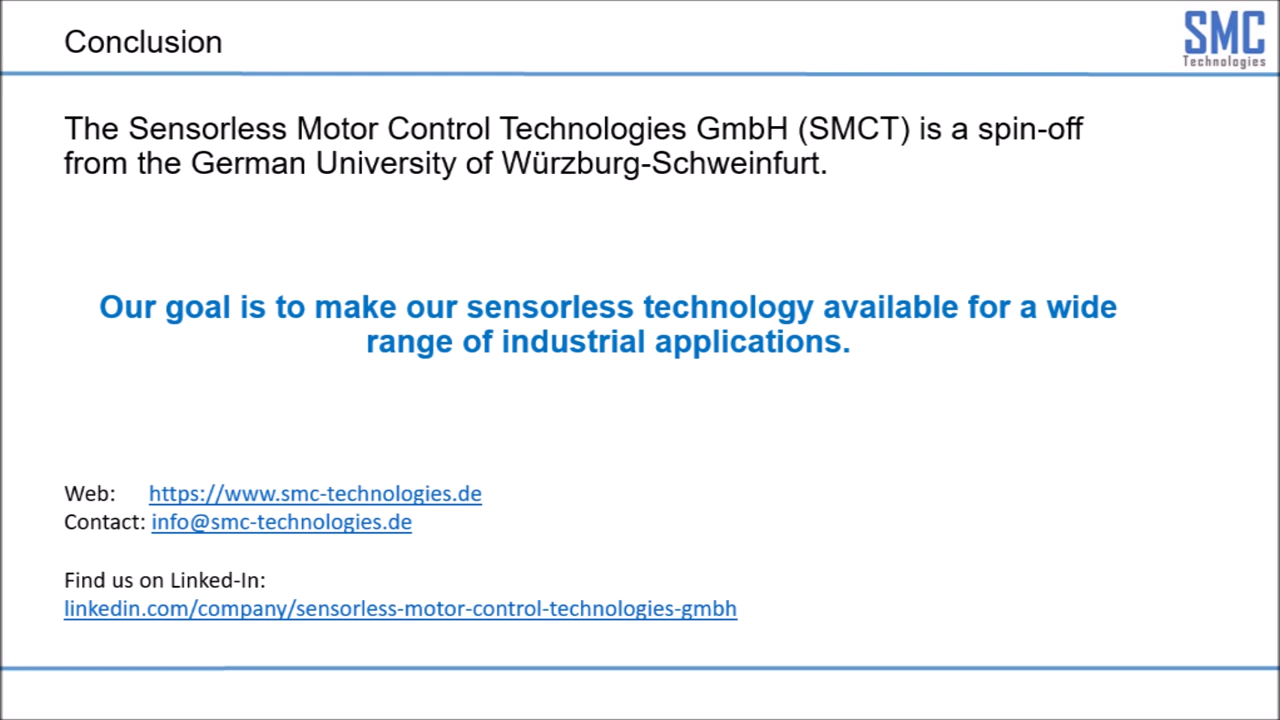 Conclusion
SMC
Technologies
The Sensorless Motor Control Technologies GmbH (SMCT) is a spin-off
from the German University of Würzburg-Schweinfurt.
Our goal is to make our sensorless technology available for a wide
range of industrial applications.
Web: https://www.smc-technologies.de
Contact: info@smc-technologies.de
Find us on Linked-In:
linkedin.com/company/sensorless-motor-control-technologies-gmbh